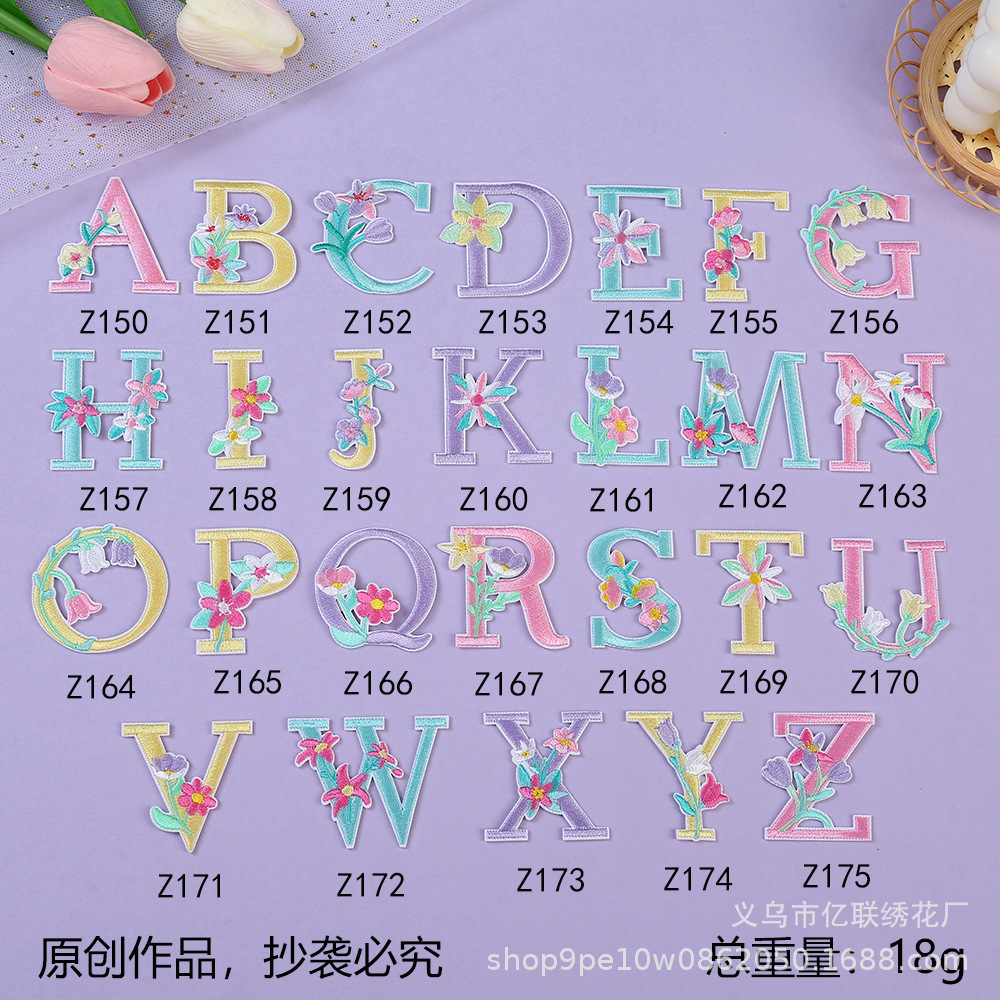 A B C D E F G
Z150 Z151 Z152 Z153 Z154 Z155 Z156
H I J K L M N
Z157 Z158 Z159 Z160 Z161 Z162 Z163
O P Q R S T U
Z164 Z165 Z166 Z167 Z168 Z169 Z170
V W X Y Z
Z171 Z172 Z173 Z174 Z175
义乌市亿联绣花厂
原创作品，抄袭必究 总重量：18g
shop9pe10w0862050.1688.com